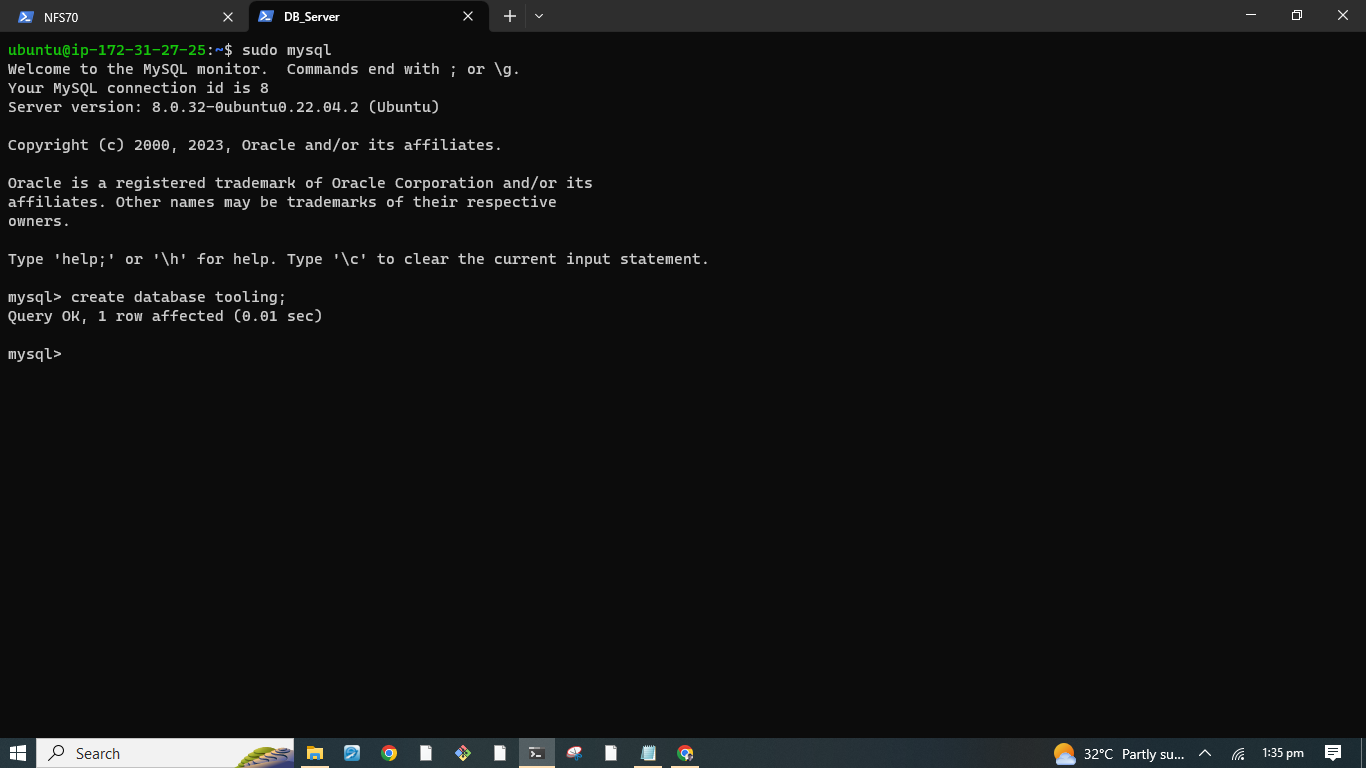 NFS70
DB_Server
ubuntu@ip-172-31-27-25:~$ sudo mysql
Welcome to the MySQL monitor.  Commands end with ; or \g.
Your MySQL connection id is 8
Server version: 8.0.32-0ubuntu0.22.04.2 (Ubuntu)
Copyright (c) 2000, 2023, Oracle and/or its affiliates.
Oracle is a registered trademark of Oracle Corporation and/or its
affiliates. Other names may be trademarks of their respective
owners.
Type 'help;' or '\h' for help. Type '\c' to clear the current input statement.
mysql> create database tooling;
Query OK, 1 row affected (0.01 sec)
mysql>
Search
32°C Partly su...
1:35 pm